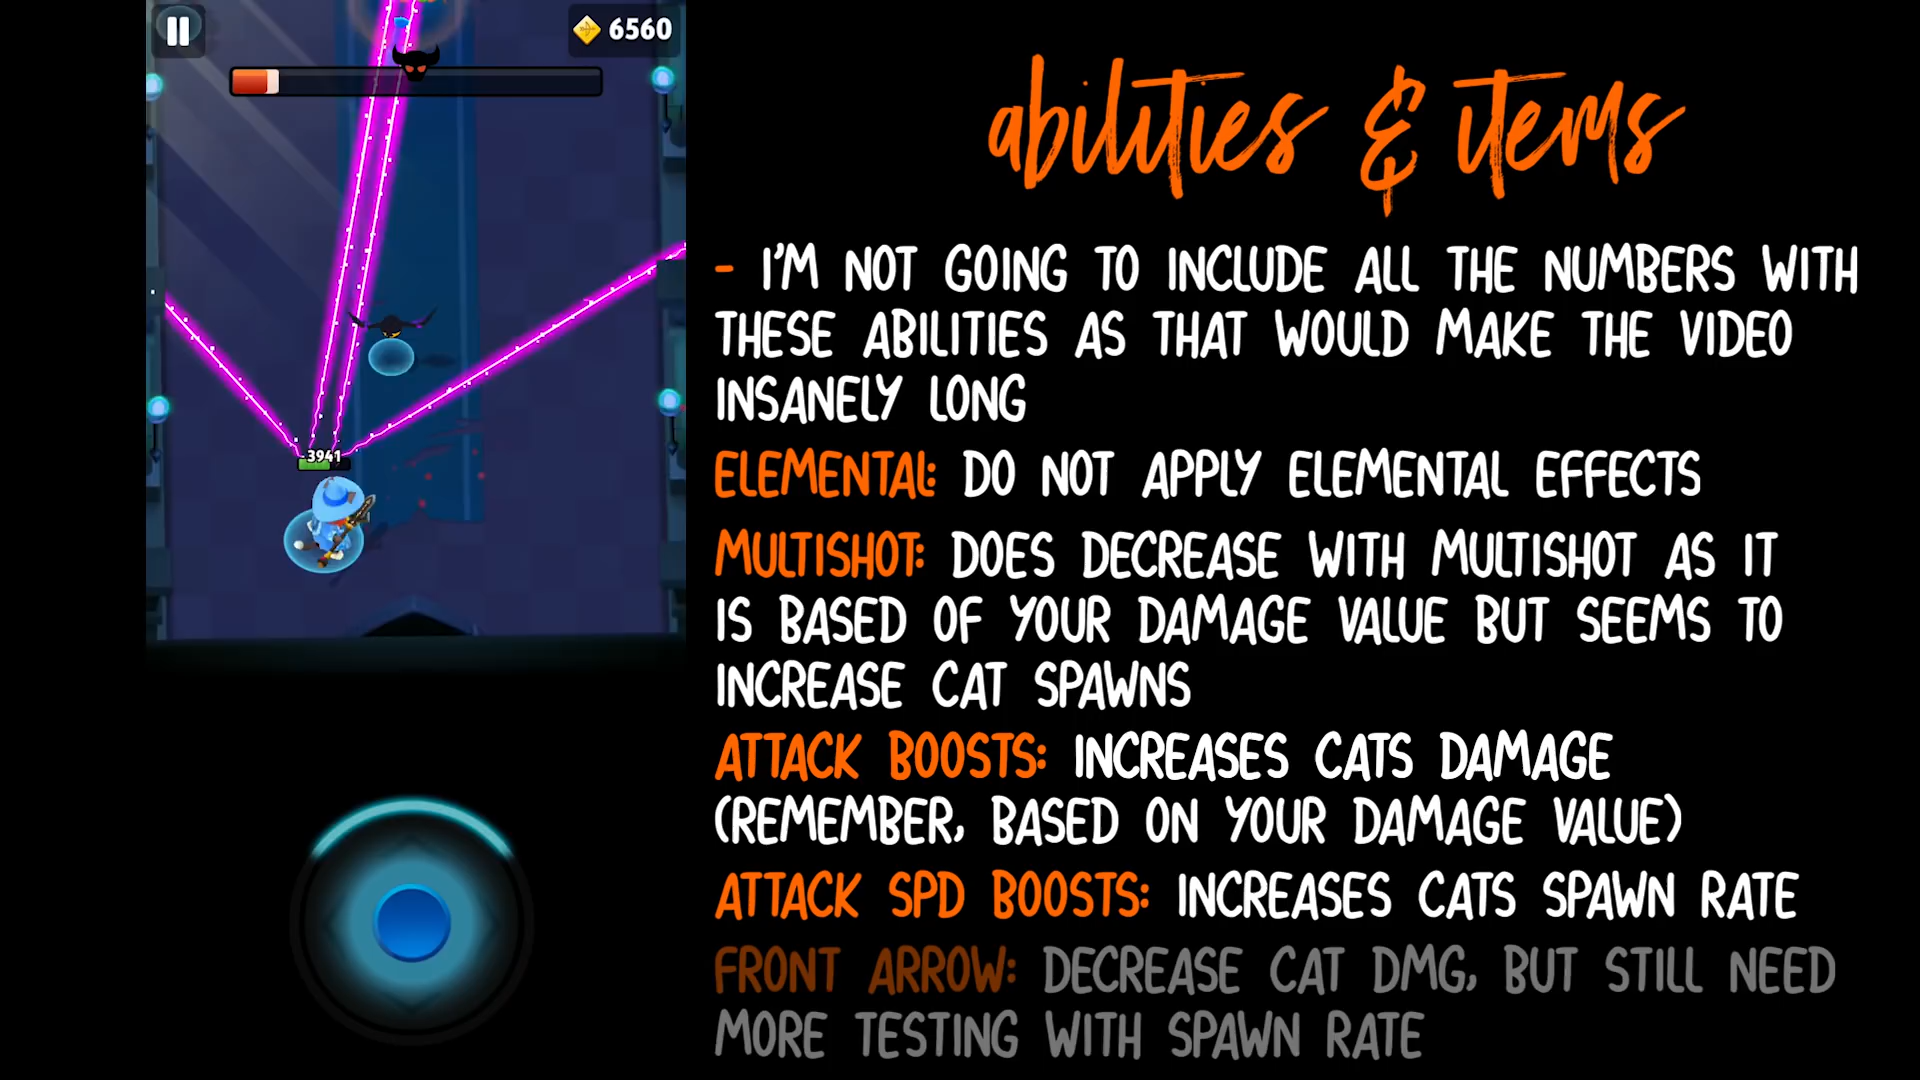 6560
3941
abilities & items
- I'M NOT GOING TO INCLUDE ALL THE NUMBERS WITH
THESE ABILITIES AS THAT WOULD MAKE THE VIDEO
INSANELY LONG
ELEMENTAL: DO NOT APPLY ELEMENTAL EFFECTS
MULTISHOT: DOES DECREASE WITH MULTISHOT AS IT
IS BASED OF YOUR DAMAGE VALUE BUT SEEMS TO
INCREASE CAT SPAWNS
ATTACK BOOSTS: INCREASES CATS DAMAGE
(REMEMBER, BASED ON YOUR DAMAGE VALUE)
ATTACK SPD BOOSTS: INCREASES CATS SPAWN RATE
FRONT ARROW: DECREASE CAT DMG, BUT STILL NEED
MORE TESTING WITH SPAWN RATE